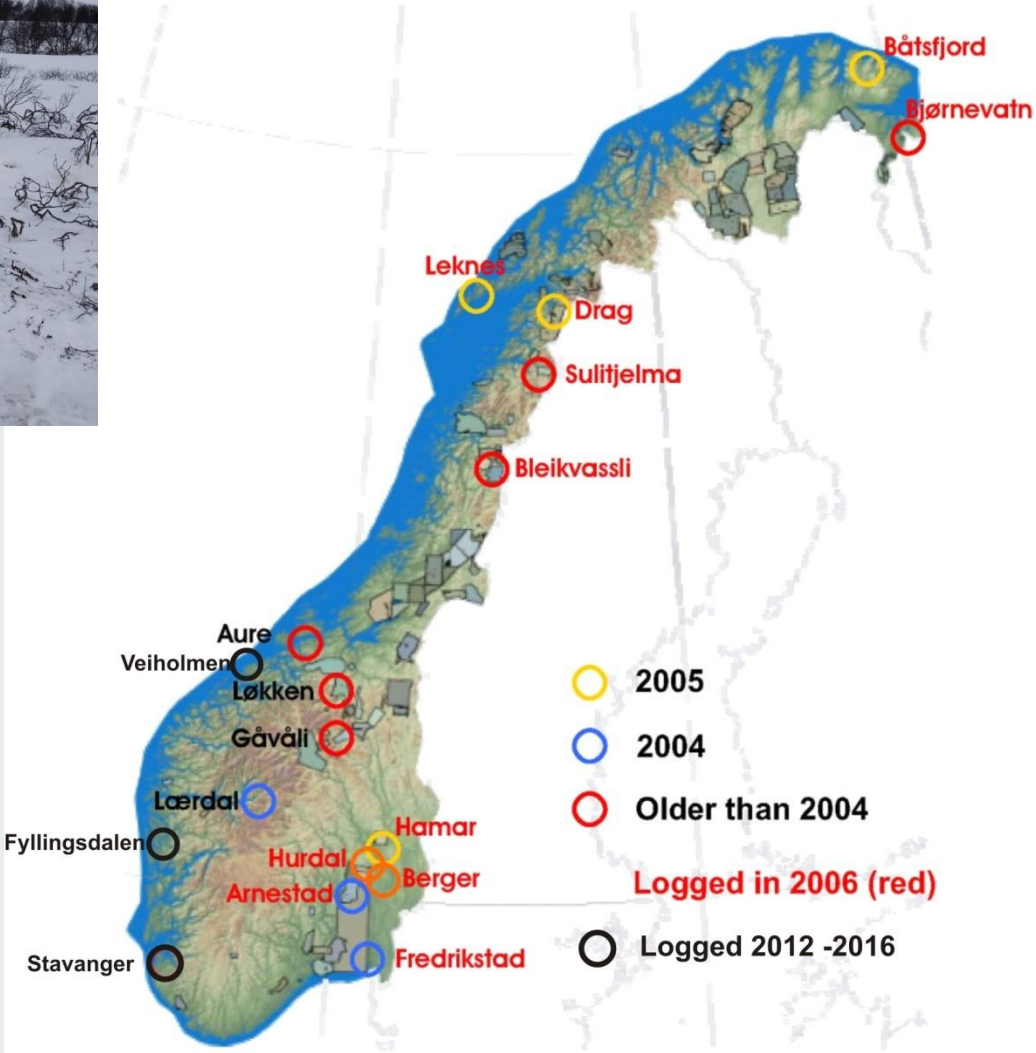 Båtsfjord
Bjørnevatn
Leknes
Drag
Sulitjelma
Bleikvassli
Aure
Veiholmen
Løkken
Gåvåli
Lærdal
Fyllingsdalen
Hamar
Hurdal
Berger
Arnestad
Stavanger
Fredrikstad
2005
2004
Older than 2004
Logged in 2006 (red)
Logged 2012 -2016